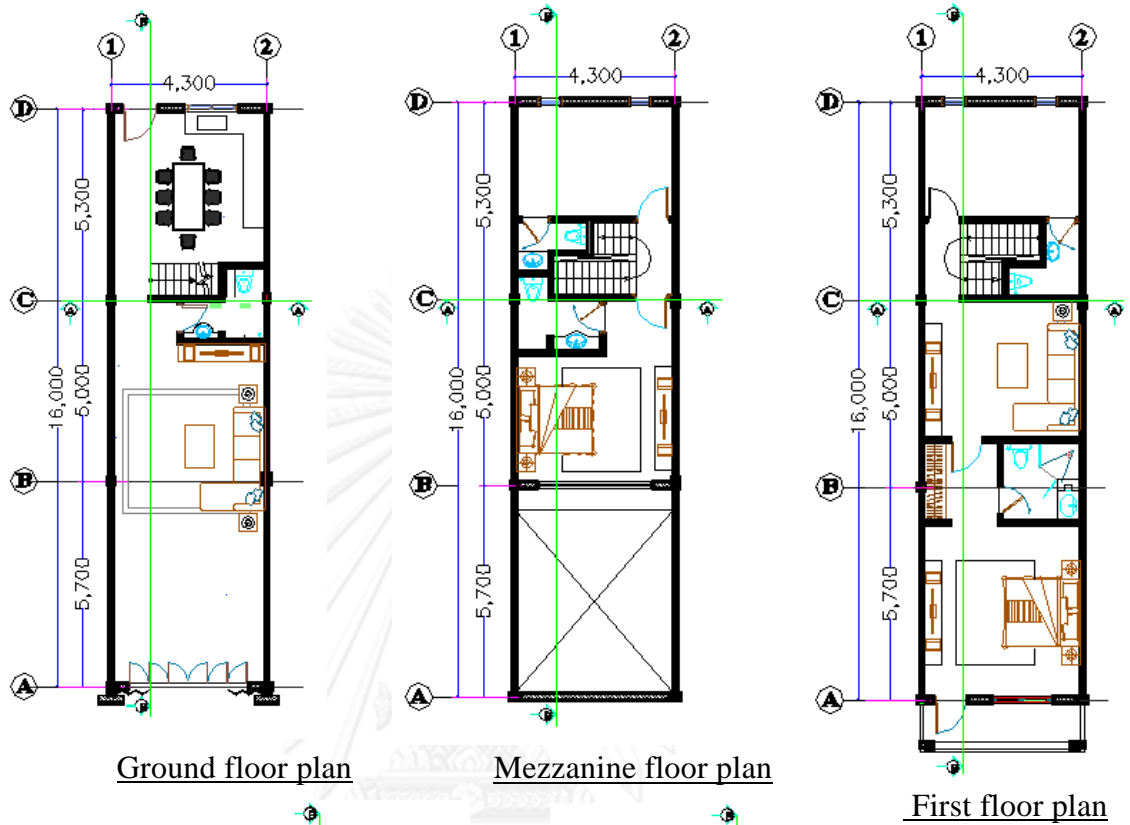 B
B
B
1
2
1
2
1
2
4,300
4,300
4,300
D
D
D
5,300
5,300
5,300
C
A
A
C
A
A
C
A
A
16,000
5,000
16,000
5,000
16,000
5,000
B
B
B
5,700
5,700
5,700
A
A
A
B
B
B
Ground floor plan
Mezzanine floor plan
First floor plan
B
B